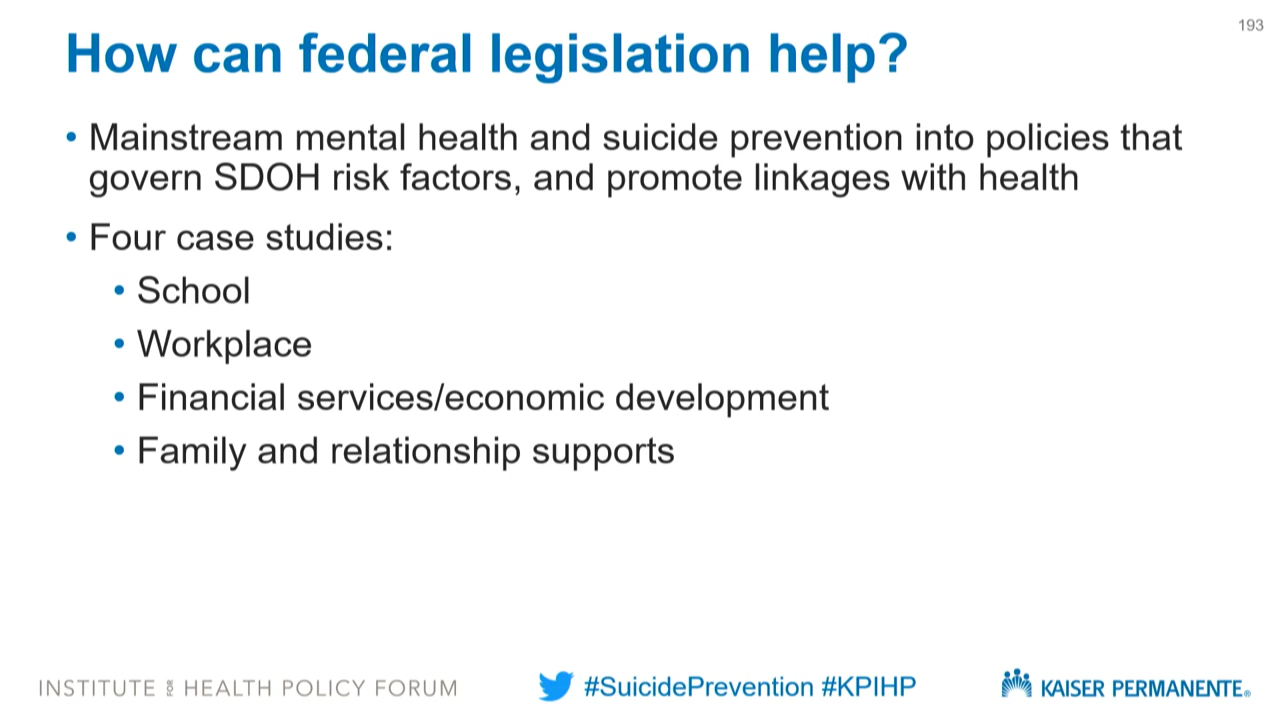 193
How can federal legislation help?
• Mainstream mental health and suicide prevention into policies that
govern SDOH risk factors, and promote linkages with health
• Four case studies:
• School
• Workplace
• Financial services/economic development
• Family and relationship supports
INSTITUTE FOR HEALTH POLICY FORUM
#SuicidePrevention #KPIHP
KAISER PERMANENTE®